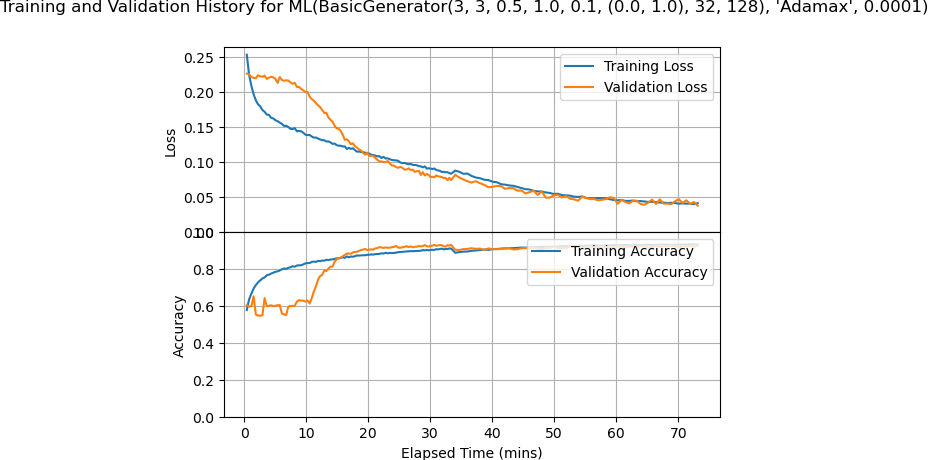 Training and Validation History for ML(BasicGenerator(3, 3, 0.5, 1.0, 0.1, (0.0, 1.0), 32, 128), 'Adamax', 0.0001)
0.25
0.20
0.15
0.10
0.05
0.00
Loss
Training Loss
Validation Loss
1.0
0.8
0.6
0.4
0.2
0.0
Accuracy
Training Accuracy
Validation Accuracy
0 10 20 30 40 50 60 70
Elapsed Time (mins)